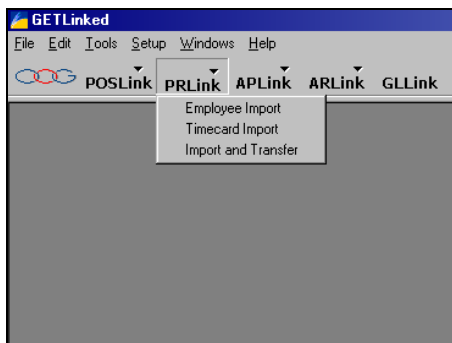 GETLinked
File Edit Tools Setup Windows Help
POSLink PRLink APLink ARLink GLLink
Employee Import
Timecard Import
Import and Transfer